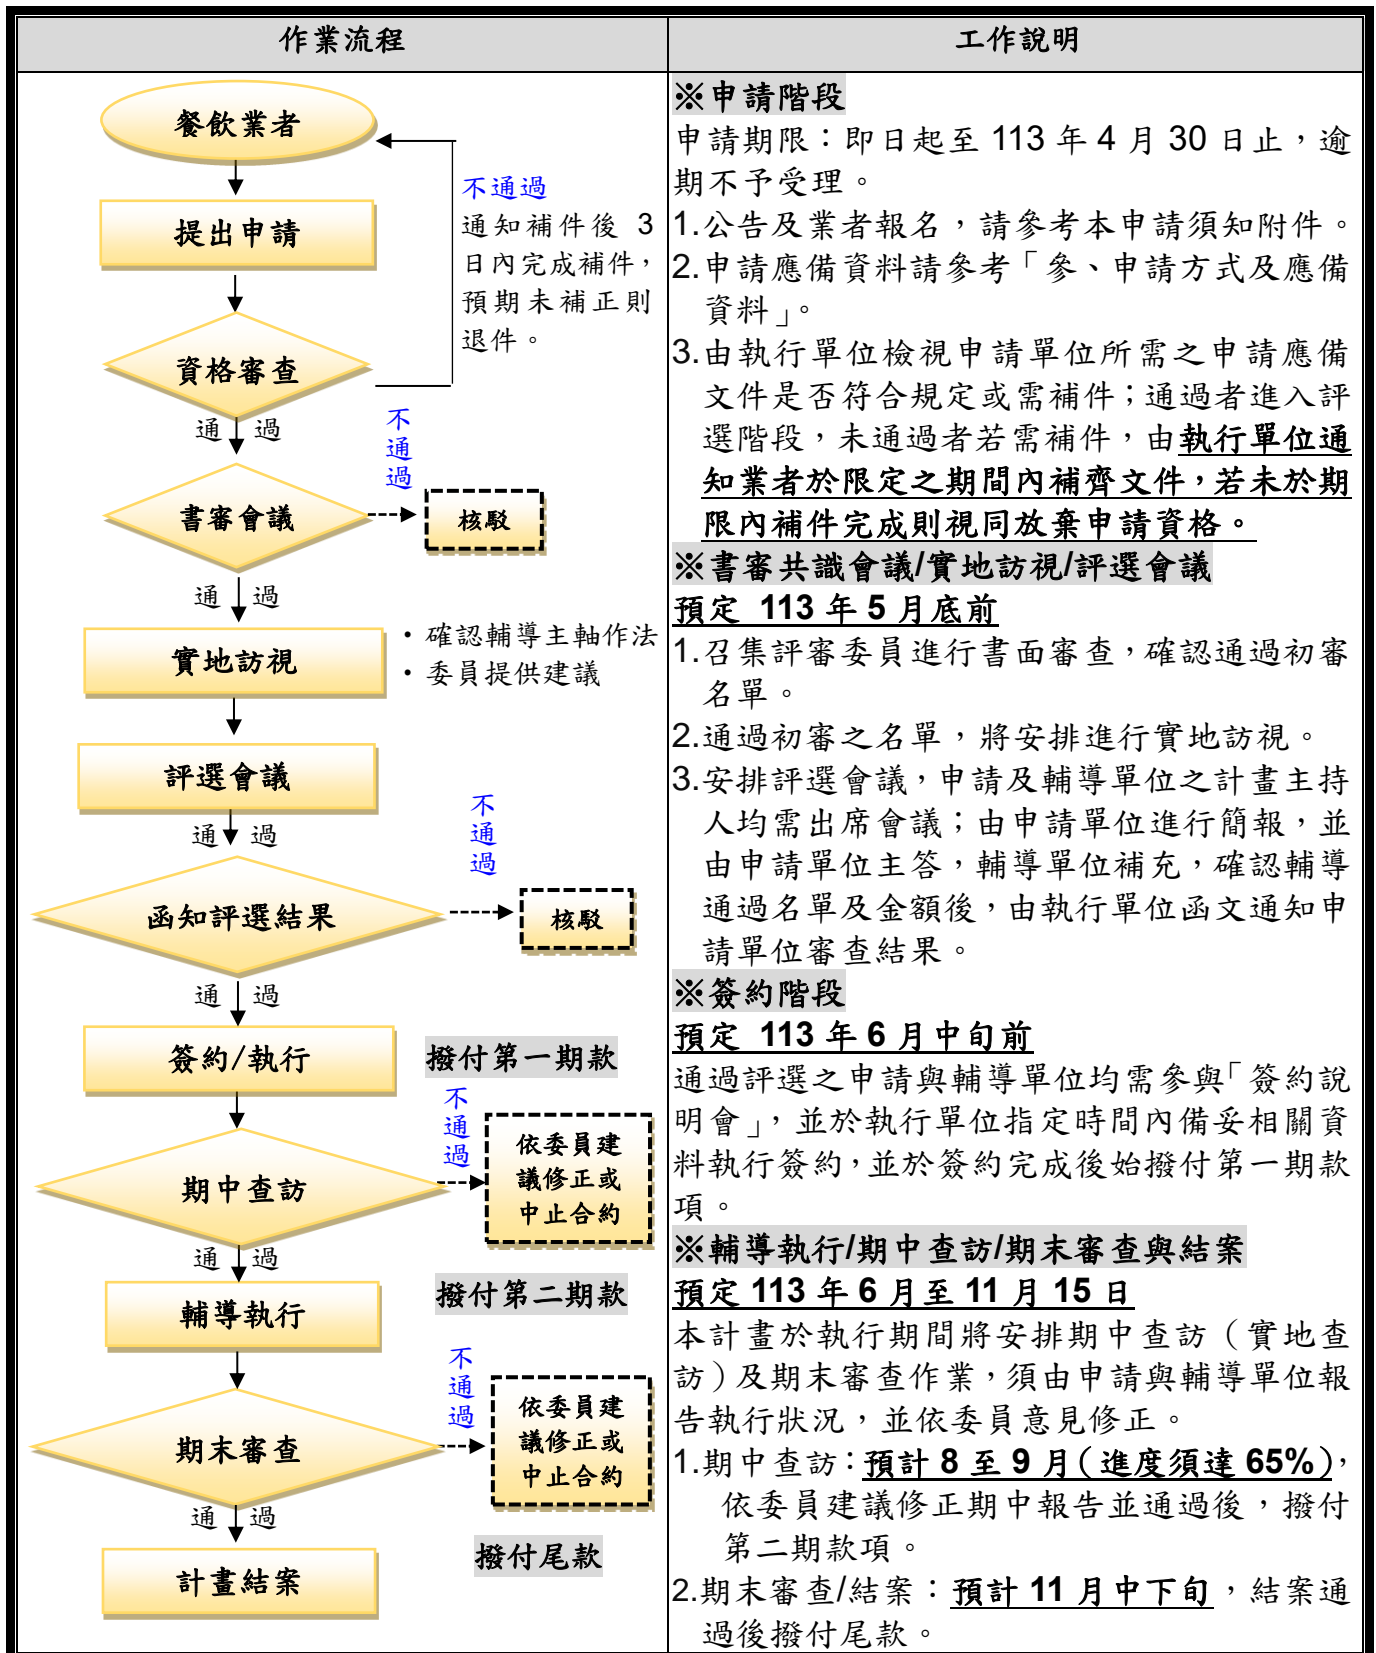 作業流程
工作說明
餐飲業者
提出申請
不通過
通知補件後 3
日內完成補件，
預期未補正則
退件。
資格審查
通 過
不
通
過
書審會議
核駁
通 過
實地訪視
・確認輔導主軸作法
・委員提供建議
評選會議
通 過
不
通
過
函知評選結果
核駁
通 過
簽約/執行
撥付第一期款
不
通
過
期中查訪
依委員建
議修正或
中止合約
通 過
輔導執行
撥付第二期款
不
通
過
期末審查
依委員建
議修正或
中止合約
通 過
計畫結案
撥付尾款
※申請階段
申請期限：即日起至 113 年 4 月 30 日止，逾
期不予受理。
1.公告及業者報名，請參考本申請須知附件。
2.申請應備資料請參考「參、申請方式及應備
資料」。
3.由執行單位檢視申請單位所需之申請應備
文件是否符合規定或需補件；通過者進入評
選階段，未通過者若需補件，由執行單位通
知業者於限定之期間內補齊文件，若未於期
限內補件完成則視同放棄申請資格。
※書審共識會議/實地訪視/評選會議
預定 113 年 5 月底前
1.召集評審委員進行書面審查，確認通過初審
名單。
2.通過初審之名單，將安排進行實地訪視。
3.安排評選會議，申請及輔導單位之計畫主持
人均需出席會議；由申請單位進行簡報，並
由申請單位主答，輔導單位補充，確認輔導
通過名單及金額後，由執行單位函文通知申
請單位審查結果。
※簽約階段
預定 113 年 6 月中旬前
通過評選之申請與輔導單位均需參與「簽約說
明會」，並於執行單位指定時間內備妥相關資
料執行簽約，並於簽約完成後始撥付第一期款
項。
※輔導執行/期中查訪/期末審查與結案
預定 113 年 6 月至 11 月 15 日
本計畫於執行期間將安排期中查訪（實地查
訪）及期末審查作業，須由申請與輔導單位報
告執行狀況，並依委員意見修正。
1.期中查訪：預計 8 至 9 月（進度須達 65%），
依委員建議修正期中報告並通過後，撥付
第二期款項。
2.期末審查/結案：預計 11 月中下旬，結案通
過後撥付尾款。